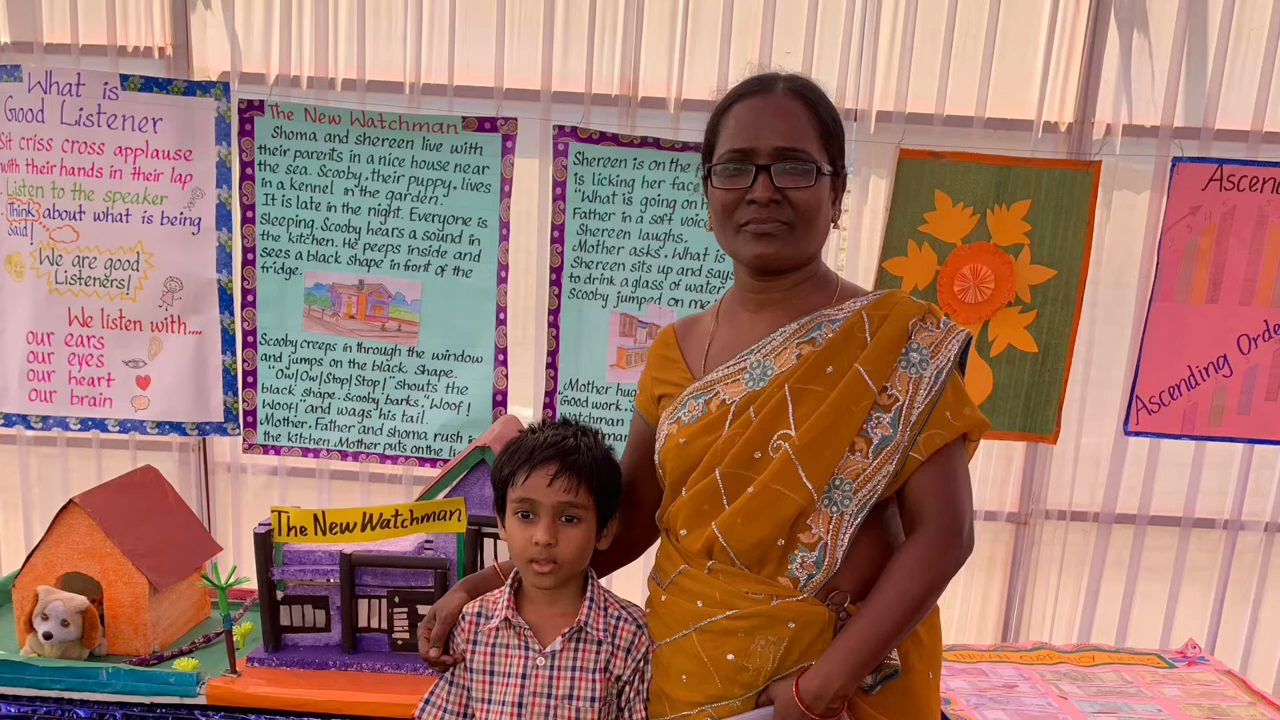 What is
Good Listener
Sit criss cross applause
with their hands in their lap
Listen to the speaker
Think about what is being
said!
We are good
Listeners!
We listen with....
our ears
our eyes
our heart
our brain
The New Watchman
Shoma and shereen live with
their parents in a nice house near
the sea. Scooby, their puppy, lives
in a kennel in the garden.
It is late in the night. Everyone is
sleeping. Scooby hears a sound in
the kitchen. He peeps inside and
sees a black shape in front of the
fridge.
Scooby creeps in through the window
and jumps on the black shape.
"Ow! Ow! Stop! Stop!" shouts the
black shape. Scooby barks, "Woof!
Woof!" and wags his tail.
Mother, Father and shoma rush i
the kitchen. Mother puts on the li
Shereen is on the
is licking her face
"What is going on
Father in a soft voic
Shereen laughs.
Mother asks. What is
Shereen sits up and says
to drink a glass of water
Scooby jumped on me
Mother hug
Good work.
Watchman
Ascen
Ascending Orde
The New Watchman